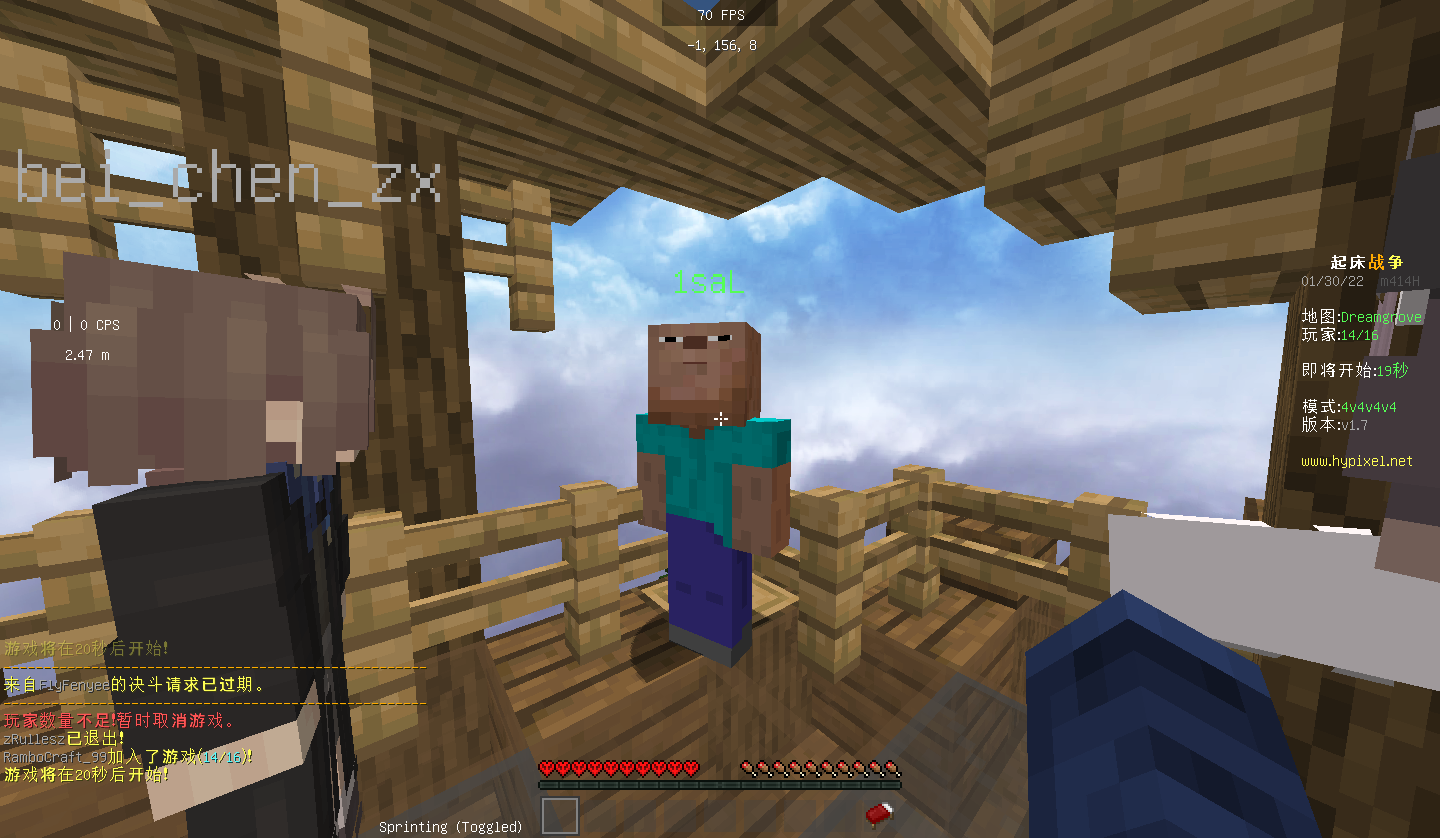 70 FPS
-1, 156, 8
bei_chen_zx
1saL
0 | 0 CPS
2.47 m
起床战争
01/30/22 m414H
地图:Dreamgrove
玩家:14/16
即将开始:19秒
模式:4v4v4v4
版本:v1.7
www.hypixel.net
游戏将在20秒后开始!
来自FlyFenyee的决斗请求已过期。
玩家数量不足!暂时取消游戏。
zRullesz已退出!
RamboCraft_99加入了游戏(14/16)!
游戏将在20秒后开始!
Sprinting (Toggled)